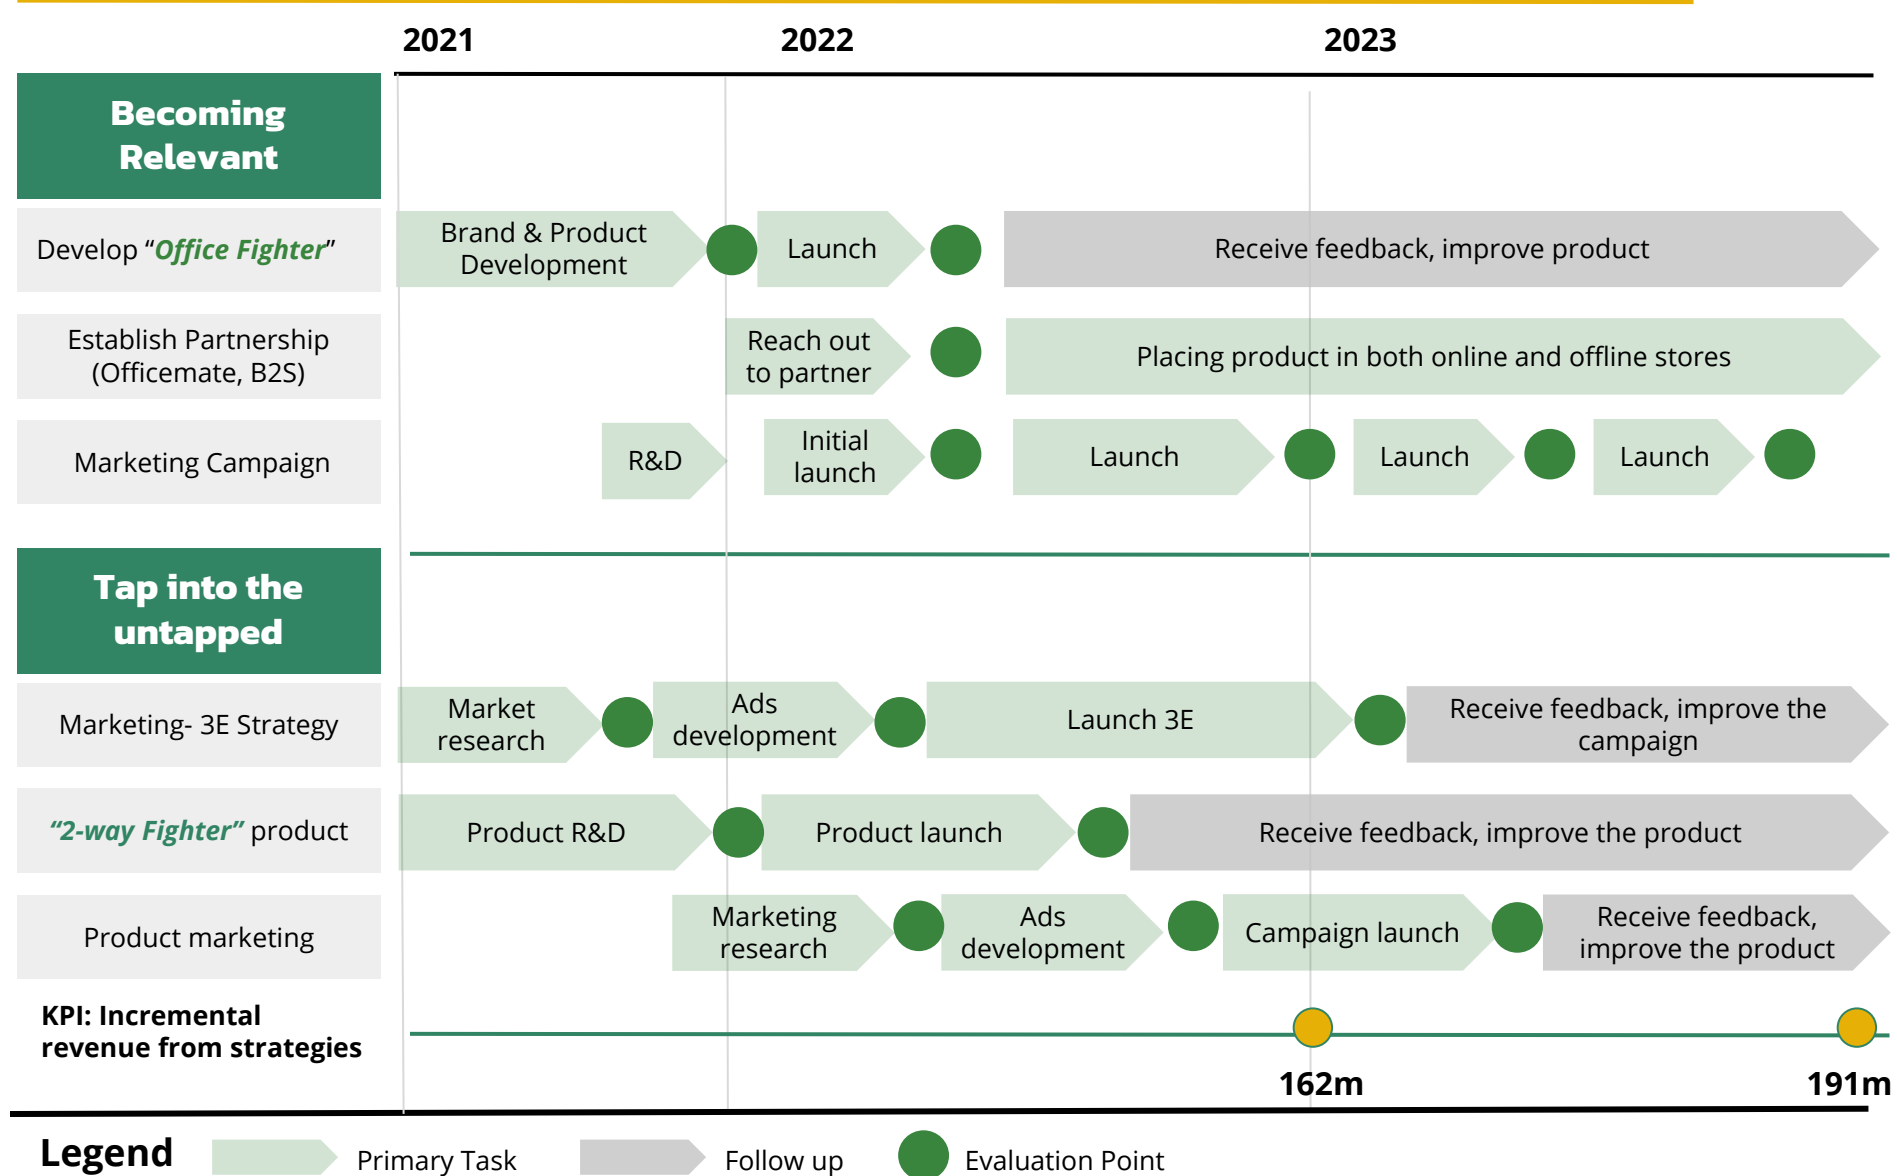 2021
2022
2023
Becoming
Relevant
Develop “Office Fighter”
Brand & Product
Development
Launch
Receive feedback, improve product
Establish Partnership
(Officemate, B2S)
Reach out
to partner
Placing product in both online and offline stores
Marketing Campaign
R&D
Initial
launch
Launch
Launch
Launch
Tap into the
untapped
Marketing- 3E Strategy
Market
research
Ads
development
Launch 3E
Receive feedback, improve the
campaign
“2-way Fighter” product
Product R&D
Product launch
Receive feedback, improve the product
Product marketing
Marketing
research
Ads
development
Campaign launch
Receive feedback,
improve the product
KPI: Incremental
revenue from strategies
162m
191m
Legend
Primary Task
Follow up
Evaluation Point